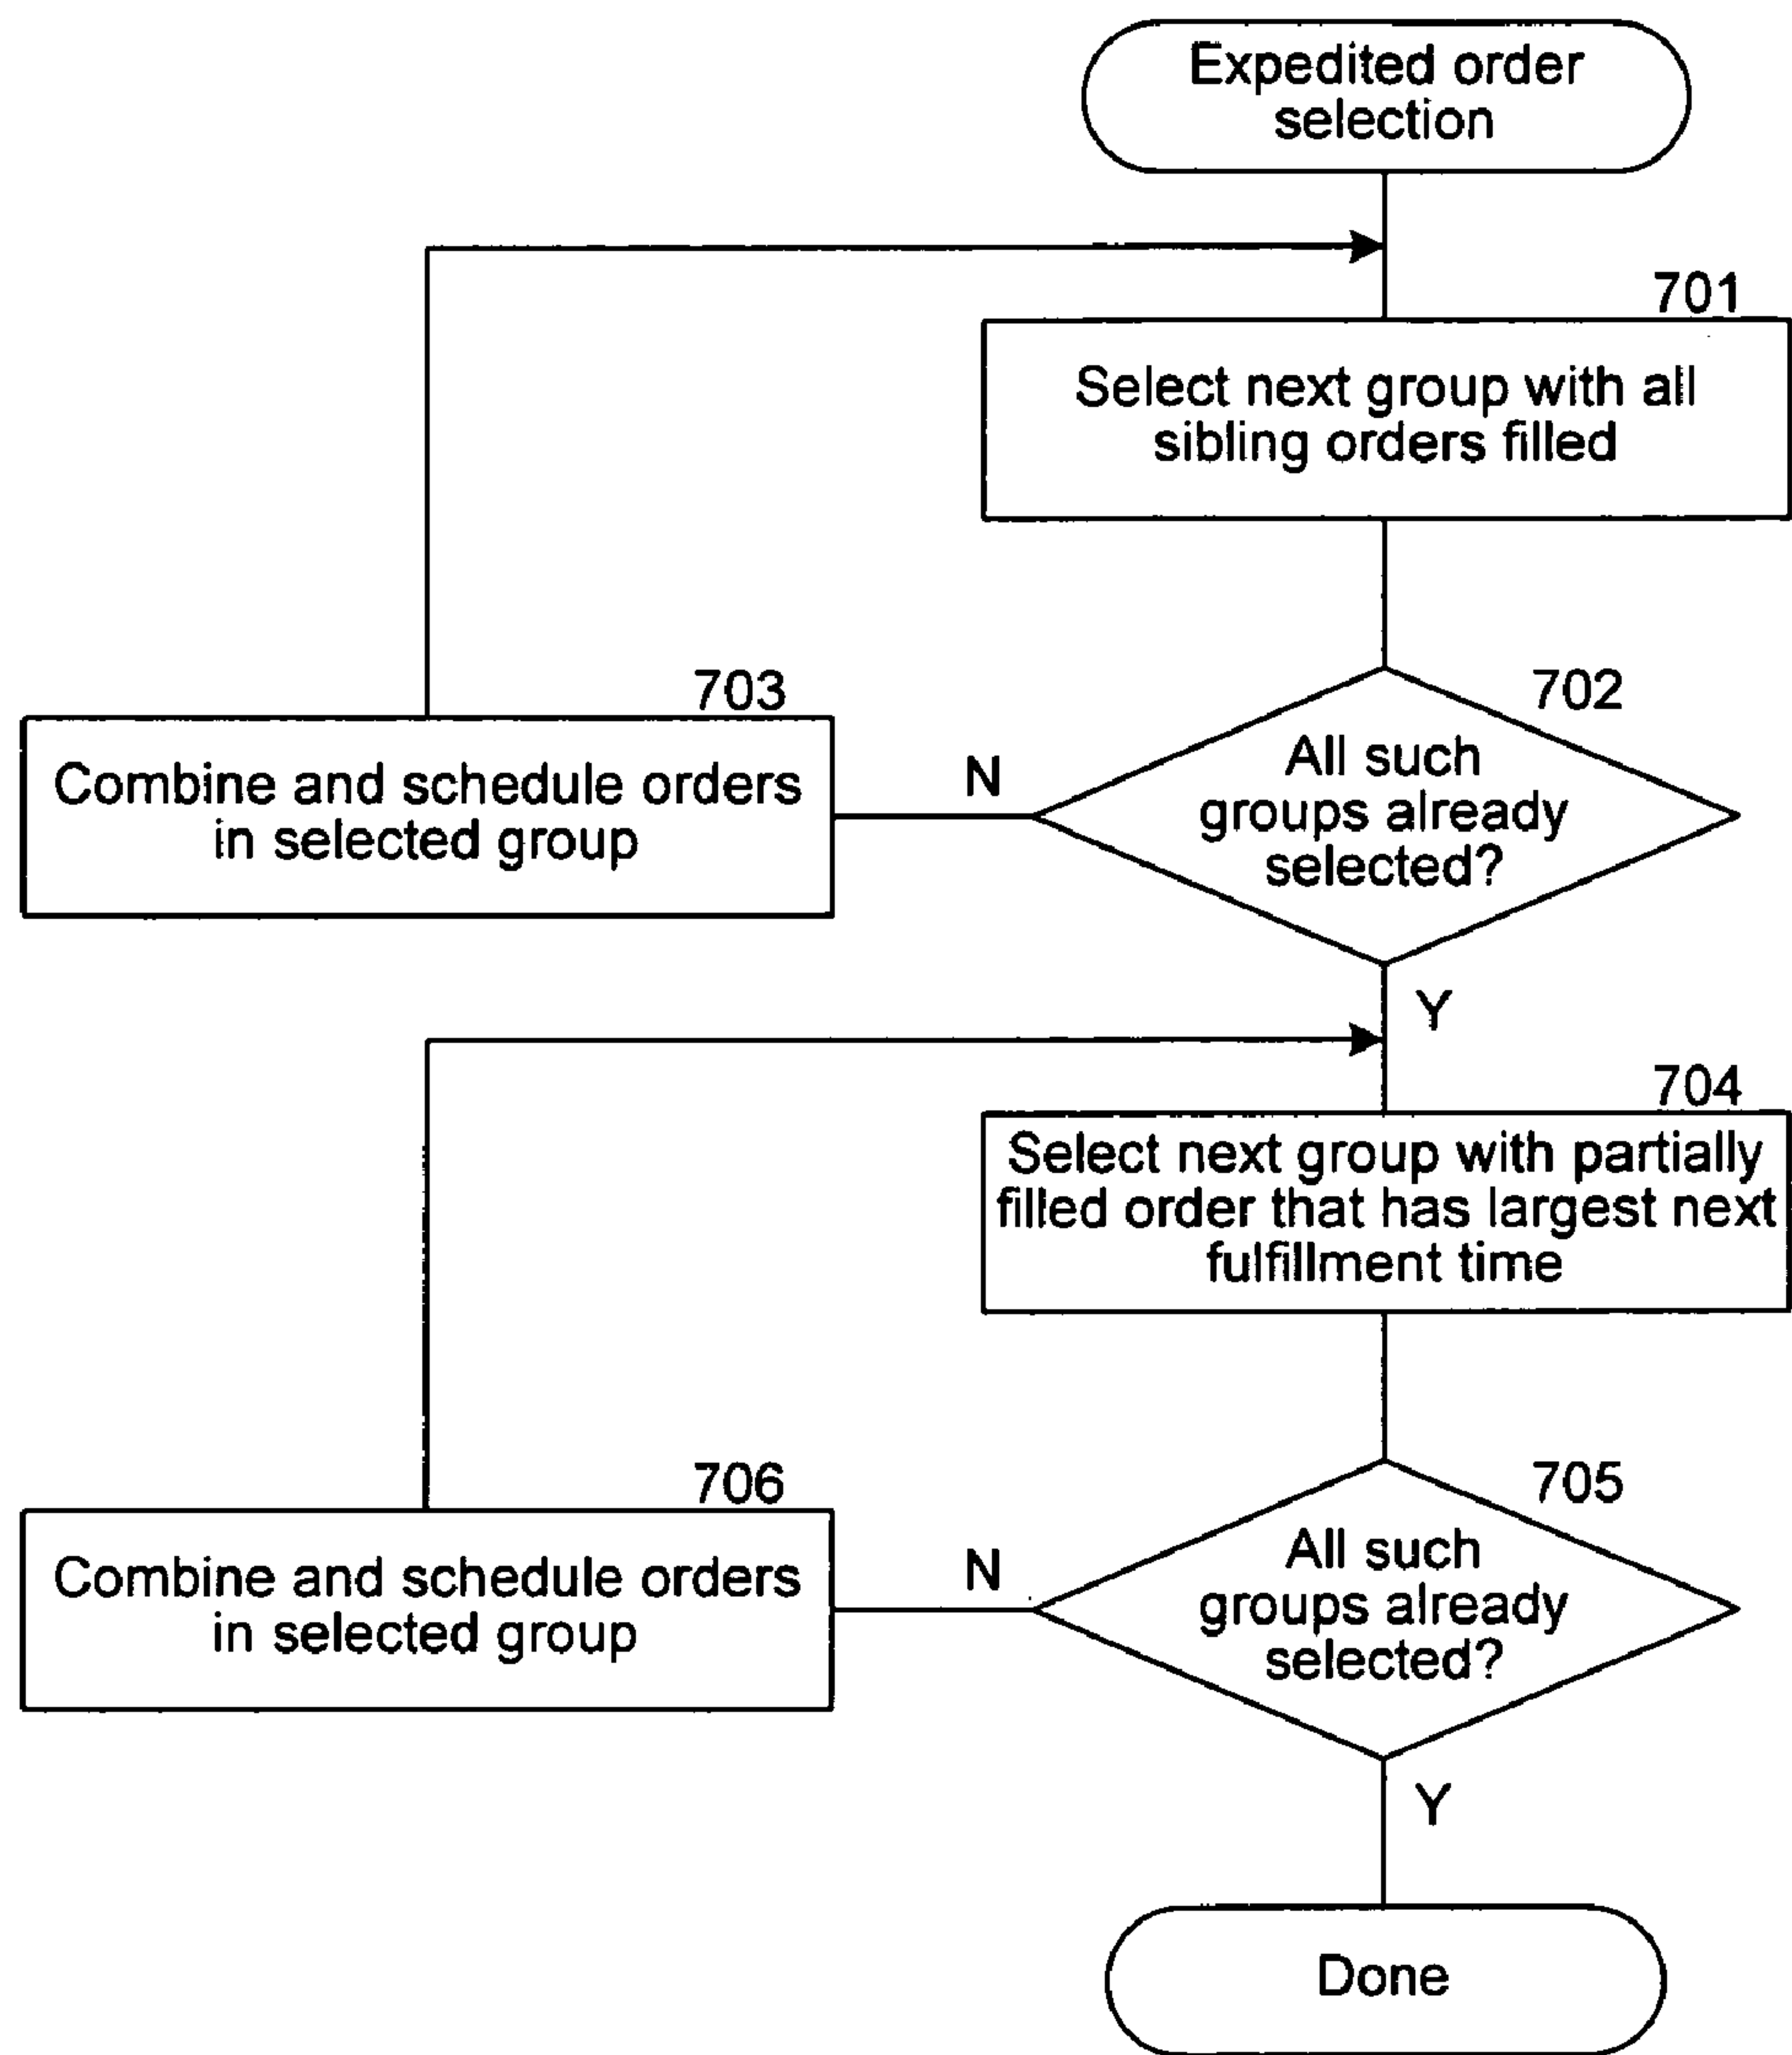 Expedited order
selection
701
Select next group with all
sibling orders filled
702
All such
groups already
selected?
N
703
Combine and schedule orders
in selected group
Y
704
Select next group with partially
filled order that has largest next
fulfillment time
705
All such
groups already
selected?
N
706
Combine and schedule orders
in selected group
Y
Done